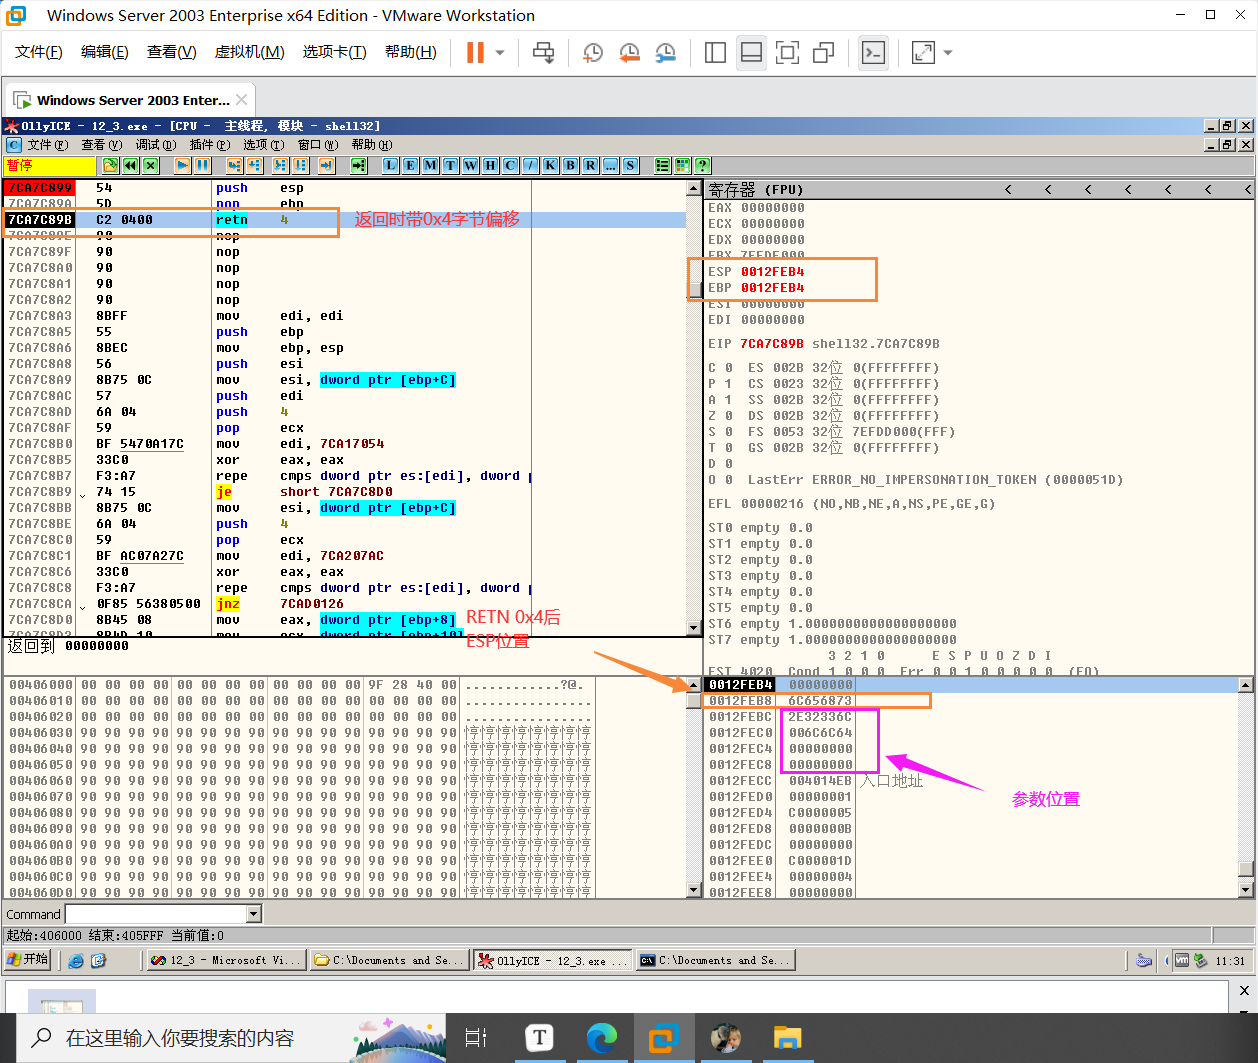 Windows Server 2003 Enterprise x64 Edition - VMware Workstation
文件(F) 编辑(E) 查看(V) 虚拟机(M) 选项卡(T) 帮助(H)
Windows Server 2003 Enter...
OllyICE - 12_3.exe - [CPU - 主线程, 模块 - shell32]
文件(F) 查看(V) 调试(D) 插件(P) 选项(T) 窗口(W) 帮助(H)
暂停
L E M T W H C / K B R ... S
7CA7C899 54 push esp
7CA7C89A 5D pop ebp
7CA7C89B C2 0400 retn 4
返回时带0x4字节偏移
7CA7C89E 90 nop
7CA7C89F 90 nop
7CA7C8A0 90 nop
7CA7C8A1 90 nop
7CA7C8A2 90 nop
7CA7C8A3 8BFF mov edi, edi
7CA7C8A5 55 push ebp
7CA7C8A6 8BEC mov ebp, esp
7CA7C8A8 56 push esi
7CA7C8A9 8B75 0C mov esi, dword ptr [ebp+C]
7CA7C8AC 57 push edi
7CA7C8AD 6A 04 push 4
7CA7C8AF 59 pop ecx
7CA7C8B0 BF 5470A17C mov edi, 7CA17054
7CA7C8B5 33C0 xor eax, eax
7CA7C8B7 F3:A7 repe cmps dword ptr es:[edi], dword p
7CA7C8B9 74 15 je short 7CA7C8D0
7CA7C8BB 8B75 0C mov esi, dword ptr [ebp+C]
7CA7C8BE 6A 04 push 4
7CA7C8C0 59 pop ecx
7CA7C8C1 BF AC07A27C mov edi, 7CA207AC
7CA7C8C6 33C0 xor eax, eax
7CA7C8C8 F3:A7 repe cmps dword ptr es:[edi], dword p
7CA7C8CA 0F85 56380500 jnz 7CAD0126
7CA7C8D0 8B45 08 mov eax, dword ptr [ebp+8]
7CA7C8D3 8B4D 10 mov ecx, dword ptr [ebp+10]
RETN 0x4后
ESP位置
返回到 00000000
寄存器 (FPU) < < < < < < <
EAX 00000000
ECX 00000000
EDX 00000000
EBX 7EFDE000
ESP 0012FEB4
EBP 0012FEB4
ESI 00000000
EDI 00000000
EIP 7CA7C89B shell32.7CA7C89B
C 0 ES 002B 32位 0(FFFFFFFF)
P 1 CS 0023 32位 0(FFFFFFFF)
A 1 SS 002B 32位 0(FFFFFFFF)
Z 0 DS 002B 32位 0(FFFFFFFF)
S 0 FS 0053 32位 7EFDD000(FFF)
T 0 GS 002B 32位 0(FFFFFFFF)
D 0
O 0 LastErr ERROR_NO_IMPERSONATION_TOKEN (0000051D)
EFL 00000216 (NO,NB,NE,A,NS,PE,GE,G)
ST0 empty 0.0
ST1 empty 0.0
ST2 empty 0.0
ST3 empty 0.0
ST4 empty 0.0
ST5 empty 0.0
ST6 empty 1.0000000000000000000
ST7 empty 1.0000000000000000000
3 2 1 0 E S P U O Z D I
FST 4020 Cond 1 0 0 0 Err 0 0 1 0 0 0 0 0 (EQ)
00406000 00 00 00 00 00 00 00 00 00 00 00 00 9F 28 40 00 ............?@.
00406010 00 00 00 00 00 00 00 00 00 00 00 00 00 00 00 00 ................
00406020 00 00 00 00 00 00 00 00 00 00 00 00 00 00 00 00 ................
00406030 90 90 90 90 90 90 90 90 90 90 90 90 90 90 90 90
00406040 90 90 90 90 90 90 90 90 90 90 90 90 90 90 90 90
00406050 90 90 90 90 90 90 90 90 90 90 90 90 90 90 90 90
00406060 90 90 90 90 90 90 90 90 90 90 90 90 90 90 90 90
00406070 90 90 90 90 90 90 90 90 90 90 90 90 90 90 90 90
00406080 90 90 90 90 90 90 90 90 90 90 90 90 90 90 90 90
00406090 90 90 90 90 90 90 90 90 90 90 90 90 90 90 90 90
004060A0 90 90 90 90 90 90 90 90 90 90 90 90 90 90 90 90
004060B0 90 90 90 90 90 90 90 90 90 90 90 90 90 90 90 90
004060C0 90 90 90 90 90 90 90 90 90 90 90 90 90 90 90 90
004060D0 90 90 90 90 90 90 90 90 90 90 90 90 90 90 90 90
0012FEB4 00000000
0012FEB8 6C656873
0012FEBC 2E32336C
0012FEC0 006C6C64
0012FEC4 00000000
0012FEC8 00000000
0012FECC 004014EB 入口地址
0012FED0 00000001
0012FED4 C0000005
0012FED8 0000000B
0012FEDC 00000000
0012FEE0 C000001D
0012FEE4 00000004
0012FEE8 00000000
参数位置
Command
起始:406000 结束:405FFF 当前值:0
开始
12_3 - Microsoft Vi...
C:\Documents and Se...
OllyICE - 12_3.exe ...
C:\Documents and Se...
11:31
在这里输入你要搜索的内容
T